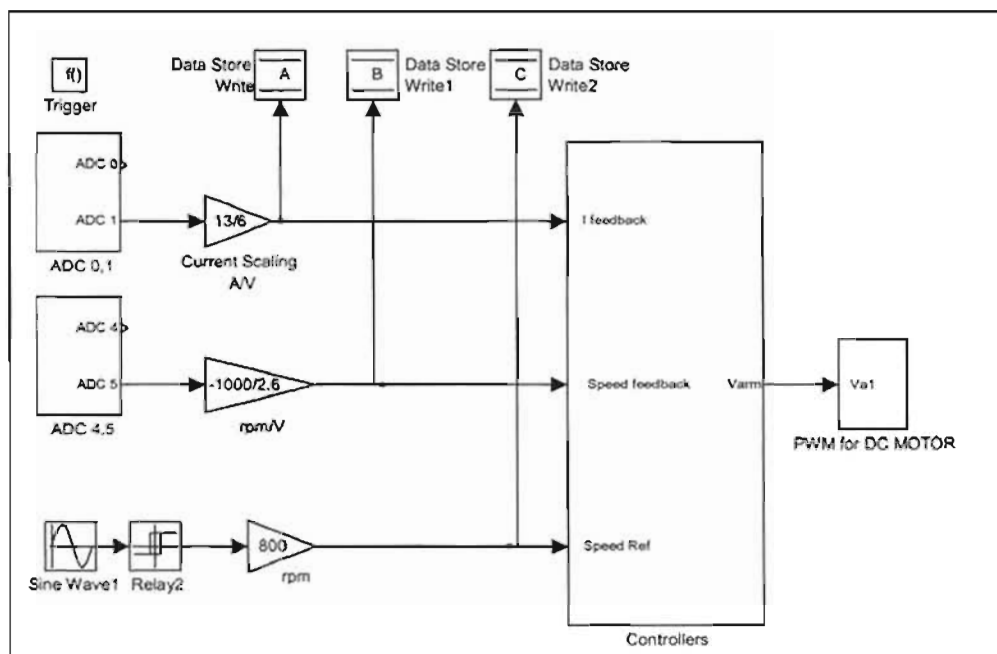 Data Store
Write
A
B
Data Store
Write1
C
Data Store
Write2
f()
Trigger
ADC 0
ADC 1
ADC 0,1
13/6
Current Scaling
A/V
I feedback
ADC 4
ADC 5
ADC 4,5
-1000/2.6
rpm/V
Speed feedback
Varm
Va1
PWM for DC MOTOR
Sine Wave1
Relay2
800
rpm
Speed Ref
Controllers